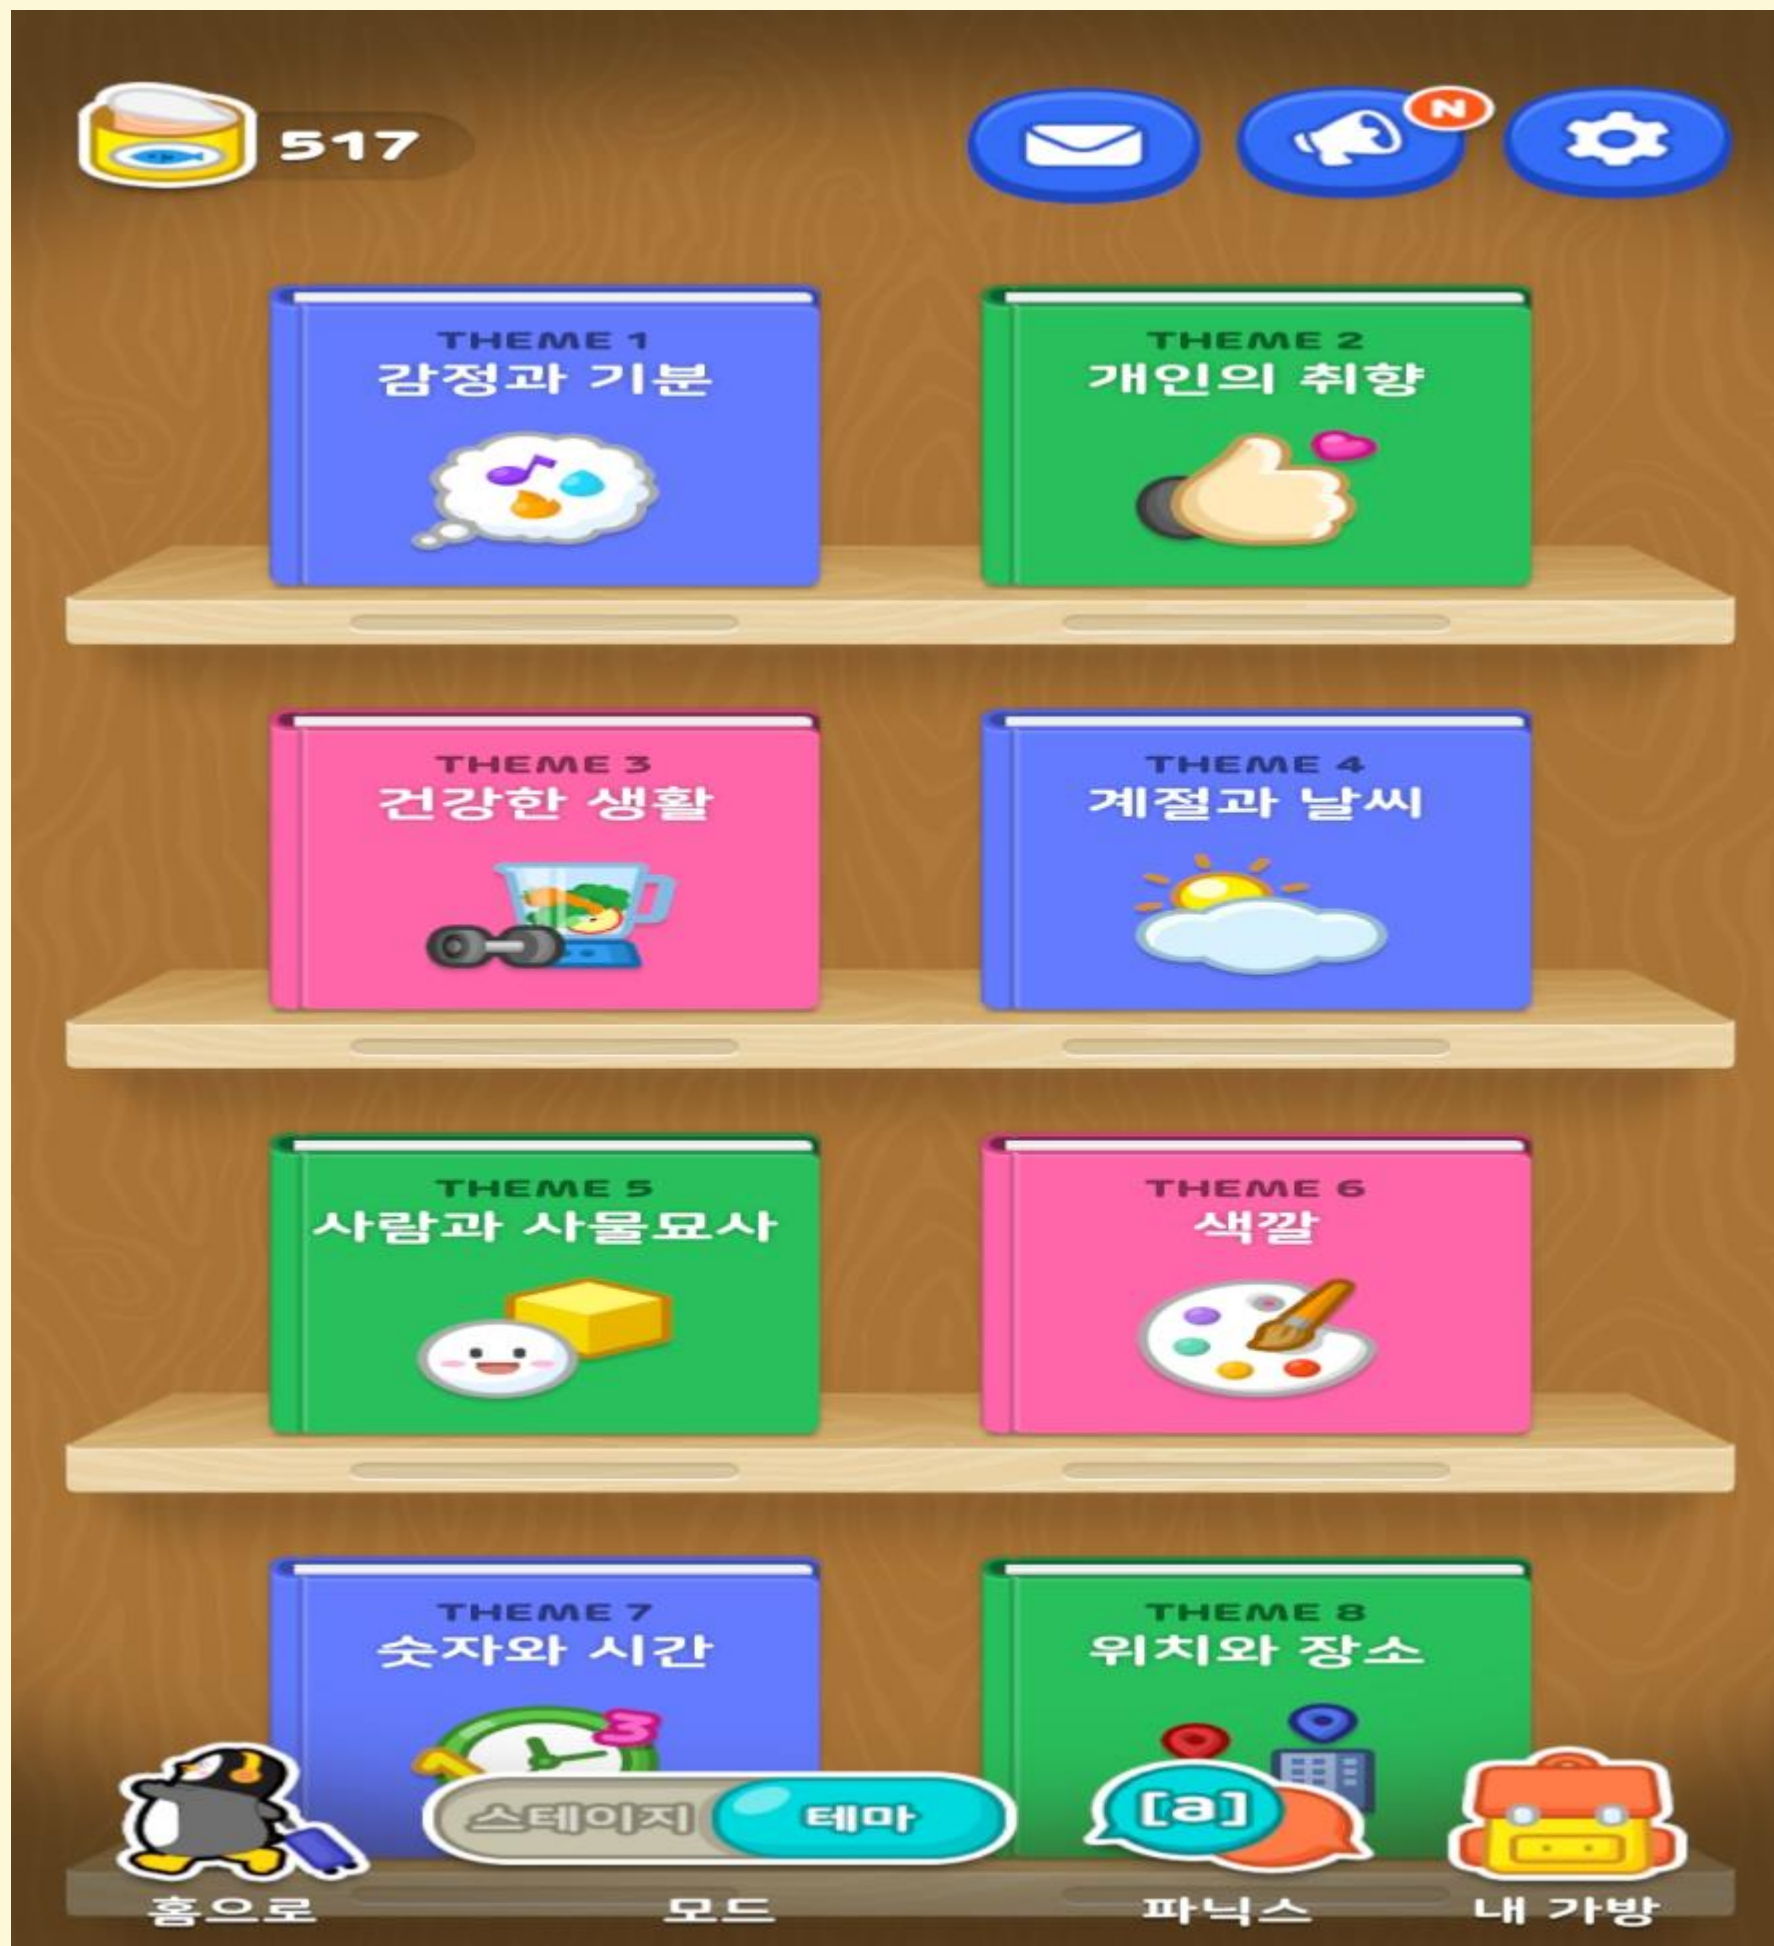 517
N
THEME 1
감정과 기분
THEME 2
개인의 취향
THEME 3
건강한 생활
THEME 4
계절과 날씨
THEME 5
사람과 사물묘사
THEME 6
색깔
THEME 7
숫자와 시간
THEME 8
위치와 장소
1
3
스테이지
테마
[a]
홈으로
모드
파닉스
내 가방